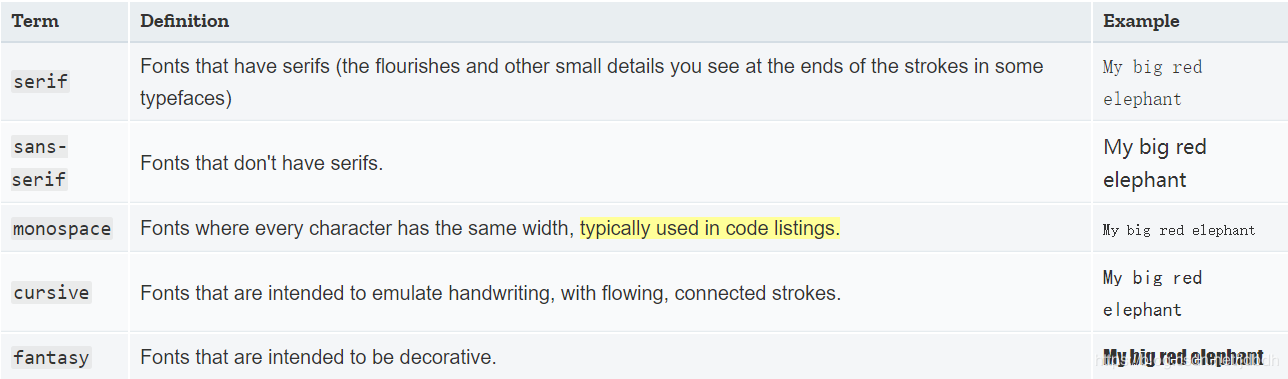 Term Definition Example
serif Fonts that have serifs (the flourishes and other small details you see at the ends of the strokes in some My big red
typefaces) elephant
sans- Fonts that don't have serifs. My big red
serif elephant
monospace Fonts where every character has the same width, typically used in code listings. My big red elephant
cursive Fonts that are intended to emulate handwriting, with flowing, connected strokes. My big red
elephant
fantasy Fonts that are intended to be decorative. My big red elephant